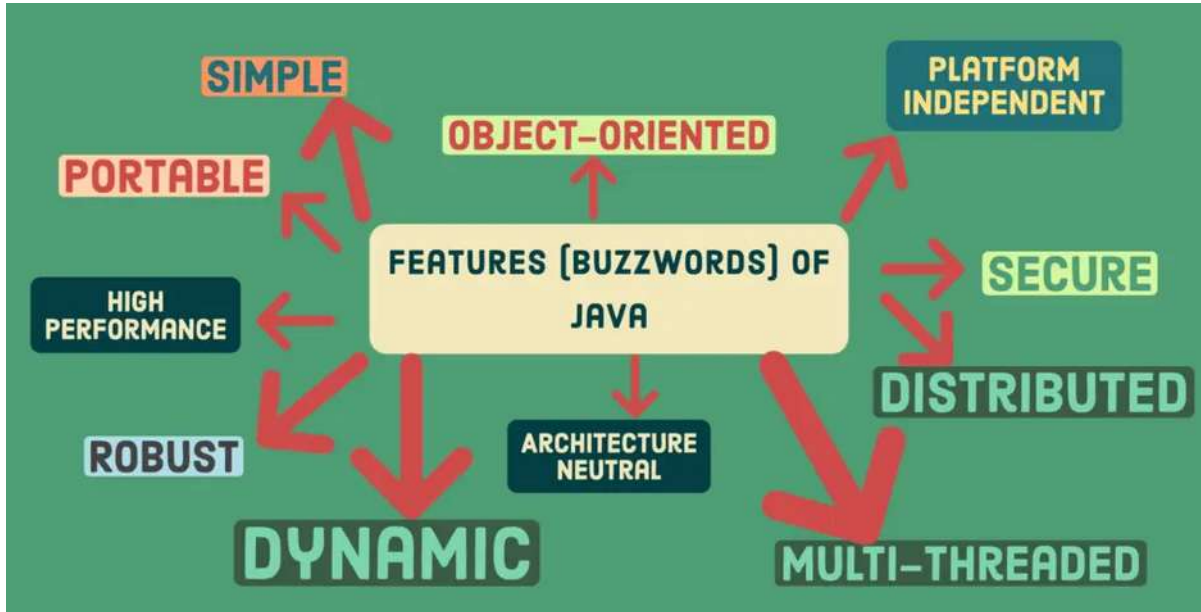 SIMPLE
PLATFORM
INDEPENDENT
OBJECT-ORIENTED
PORTABLE
FEATURES (BUZZWORDS) OF
JAVA
SECURE
HIGH
PERFORMANCE
DISTRIBUTED
ROBUST
ARCHITECTURE
NEUTRAL
DYNAMIC
MULTI-THREADED